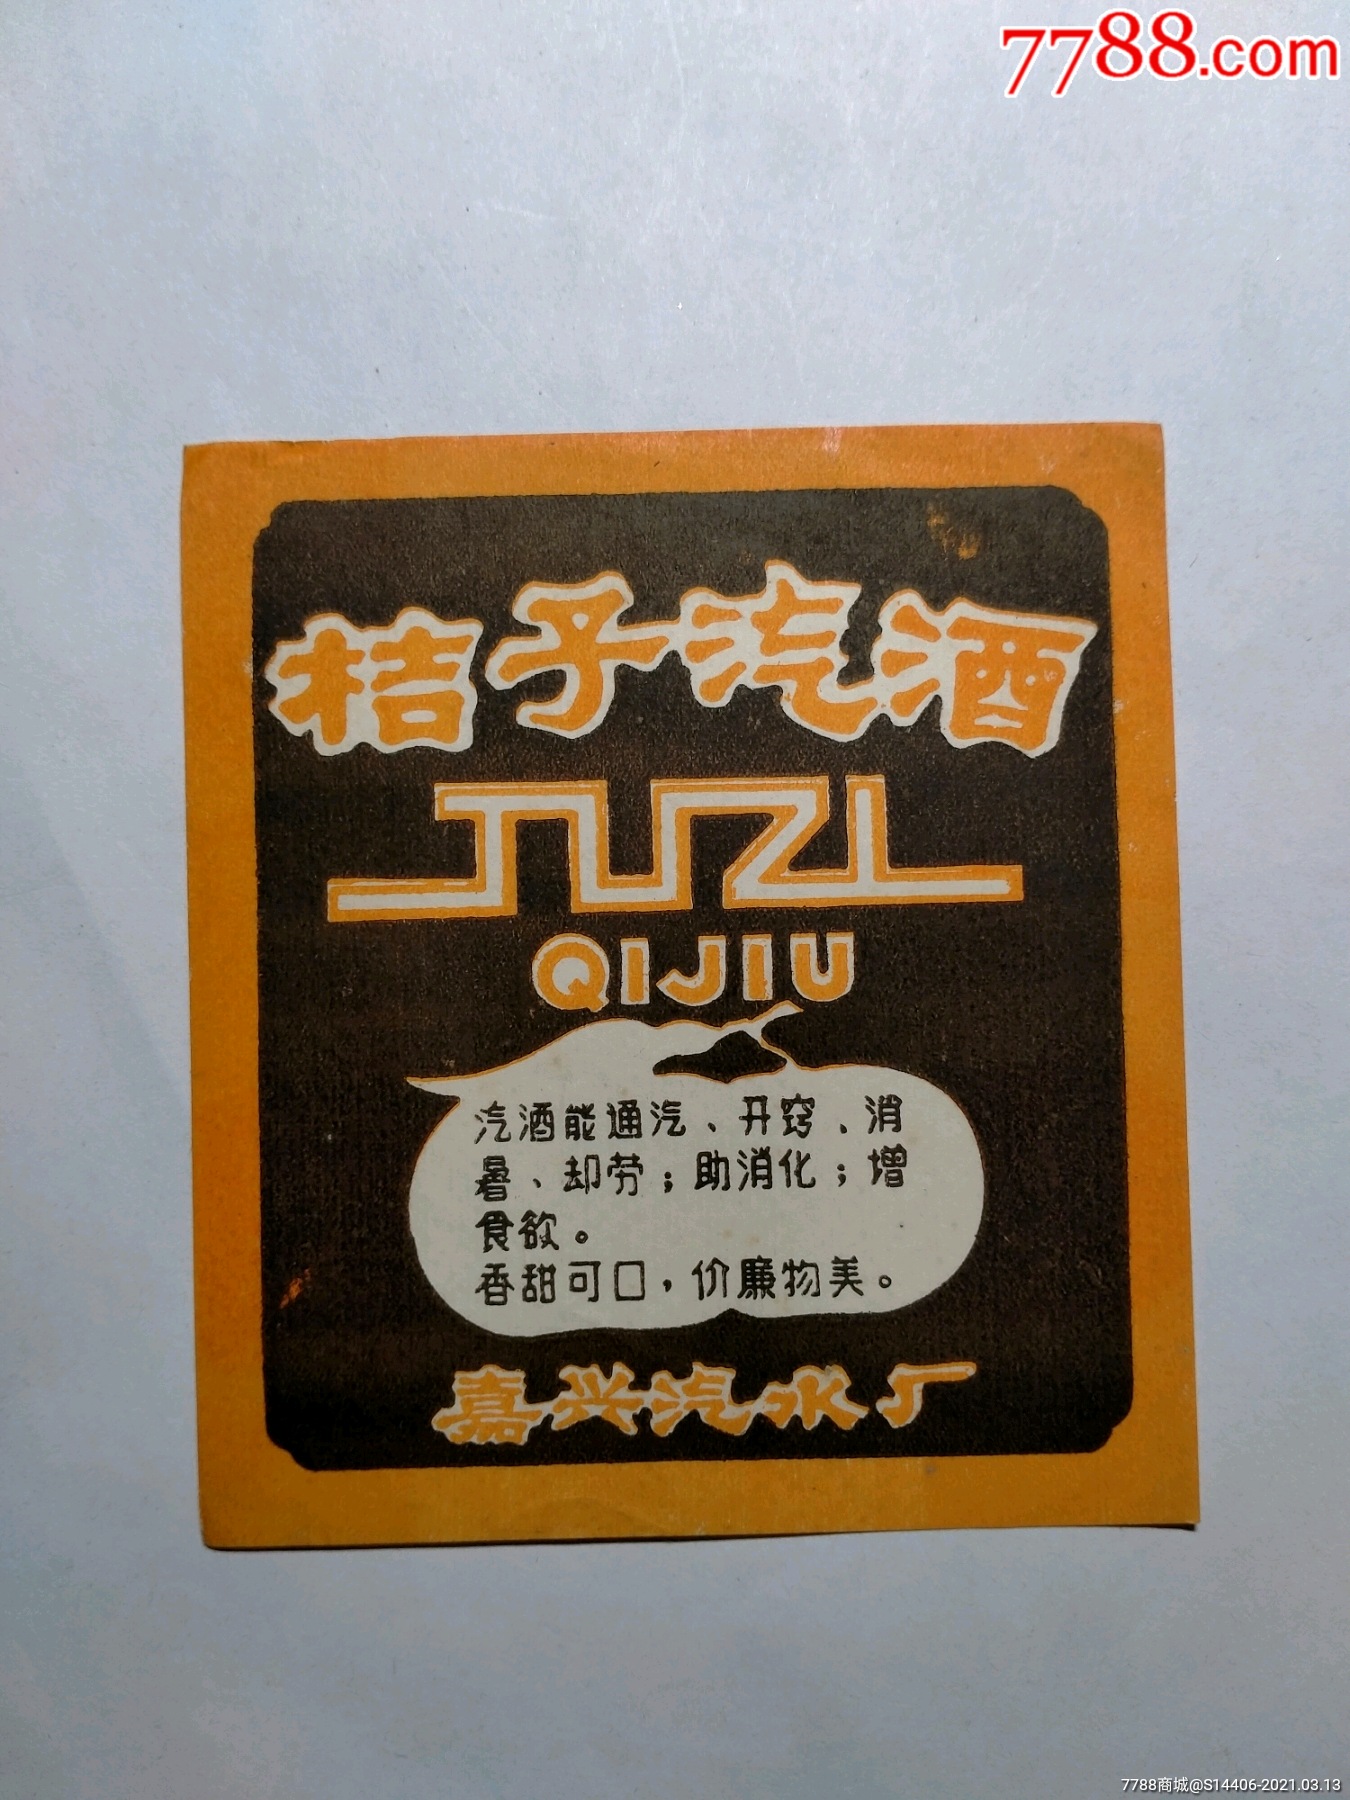 7788.com
桔子汽酒
JUZI
QIJIU
汽酒能通汽、开窍、消
暑、却劳；助消化；增
食欲。
香甜可口，价廉物美。
嘉兴汽水厂
7788商城@S14406-2021.03.13